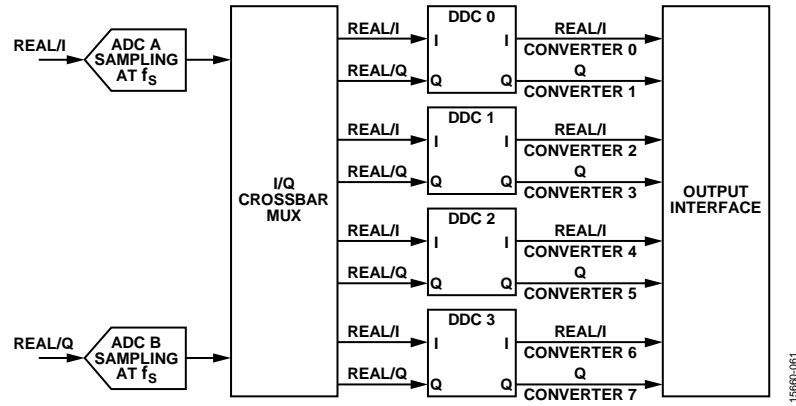 REAL/I
ADC A
SAMPLING
AT fS
REAL/Q
ADC B
SAMPLING
AT fS
I/Q
CROSSBAR
MUX
REAL/I
REAL/Q
DDC 0
I I
Q Q
REAL/I
CONVERTER 0
Q
CONVERTER 1
REAL/I
REAL/Q
DDC 1
I I
Q Q
REAL/I
CONVERTER 2
Q
CONVERTER 3
REAL/I
REAL/Q
DDC 2
I I
Q Q
REAL/I
CONVERTER 4
Q
CONVERTER 5
REAL/I
REAL/Q
DDC 3
I I
Q Q
REAL/I
CONVERTER 6
Q
CONVERTER 7
OUTPUT
INTERFACE
15660-061